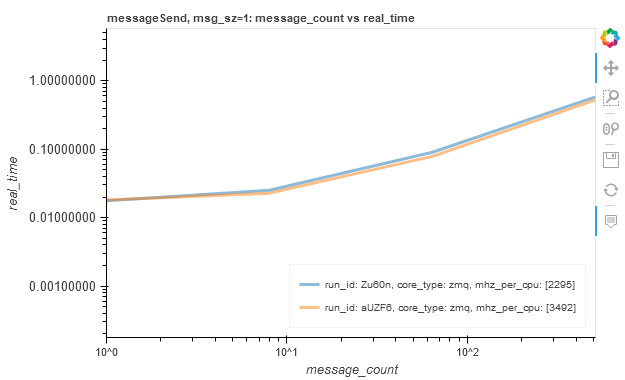 messageSend, msg_sz=1: message_count vs real_time
1.00000000
0.10000000
0.01000000
0.00100000
real_time
run_id: Zu60n, core_type: zmq, mhz_per_cpu: [2295]
run_id: aUZF6, core_type: zmq, mhz_per_cpu: [3492]
10^0
10^1
10^2
message_count